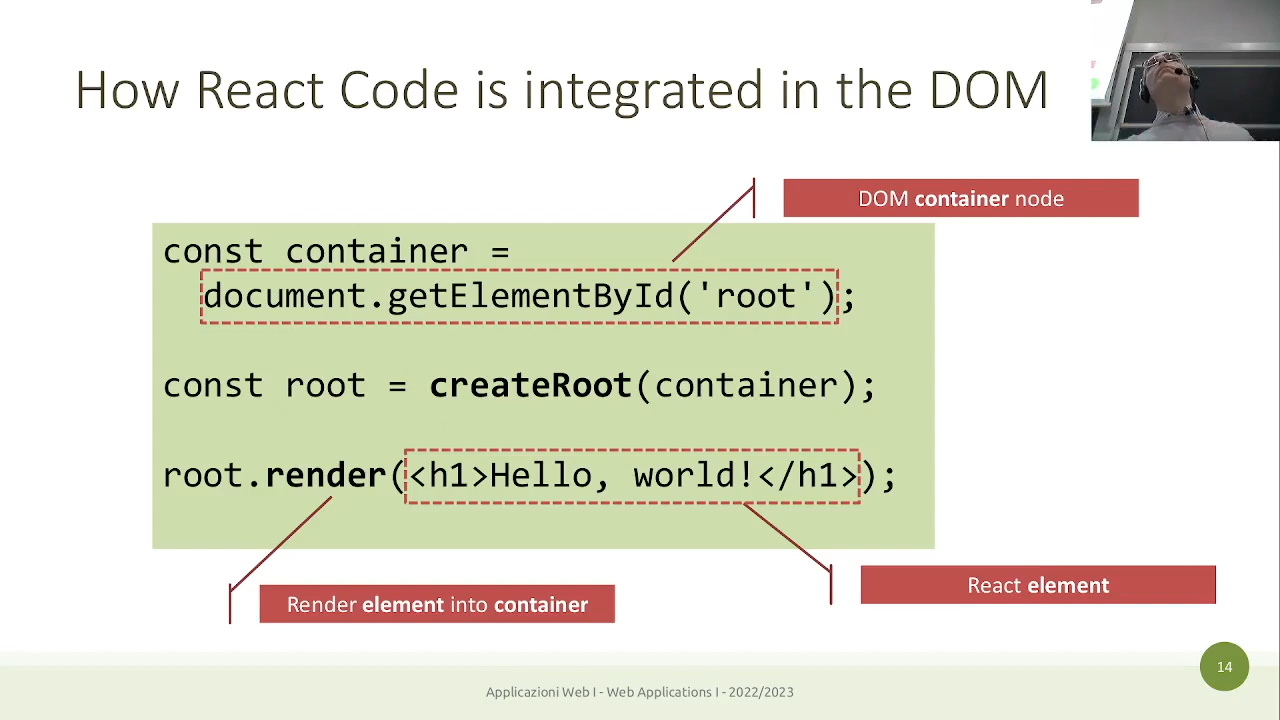 How React Code is integrated in the DOM
DOM container node
const container =
document.getElementById('root');
const root = createRoot(container);
root.render(<h1>Hello, world!</h1>);
React element
Render element into container
14
Applicazioni Web I - Web Applications I - 2022/2023